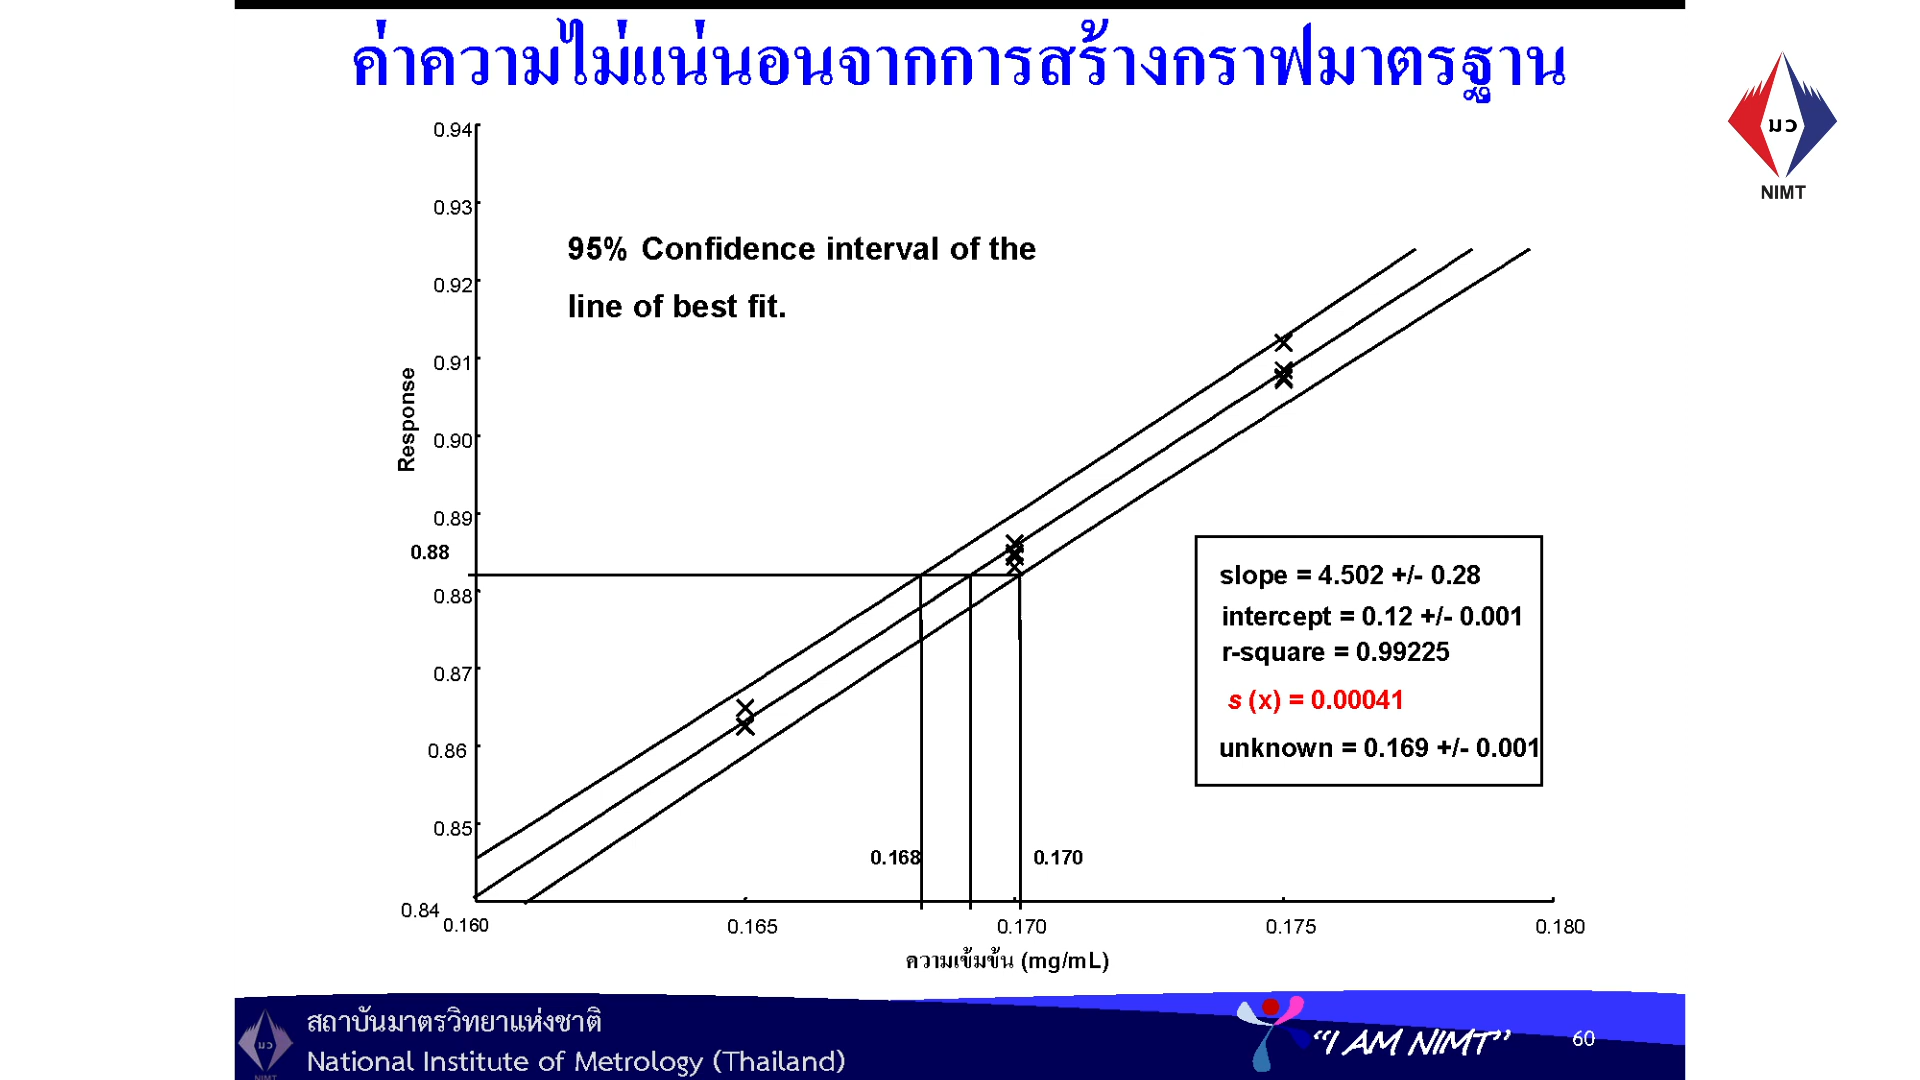 ค่าความไม่แน่นอนจากการสร้างกราฟมาตรฐาน
มว
NIMT
0.94
0.93
95% Confidence interval of the
line of best fit.
0.92
0.91
Response
0.90
0.89
0.88
0.88
0.87
0.86
0.85
0.84
slope = 4.502 +/- 0.28
intercept = 0.12 +/- 0.001
r-square = 0.99225
s (x) = 0.00041
unknown = 0.169 +/- 0.001
0.168
0.170
0.160
0.165
0.170
0.175
0.180
ความเข้มข้น (mg/mL)
มว
NIMT
สถาบันมาตรวิทยาแห่งชาติ
National Institute of Metrology (Thailand)
“I AM NIMT”
60